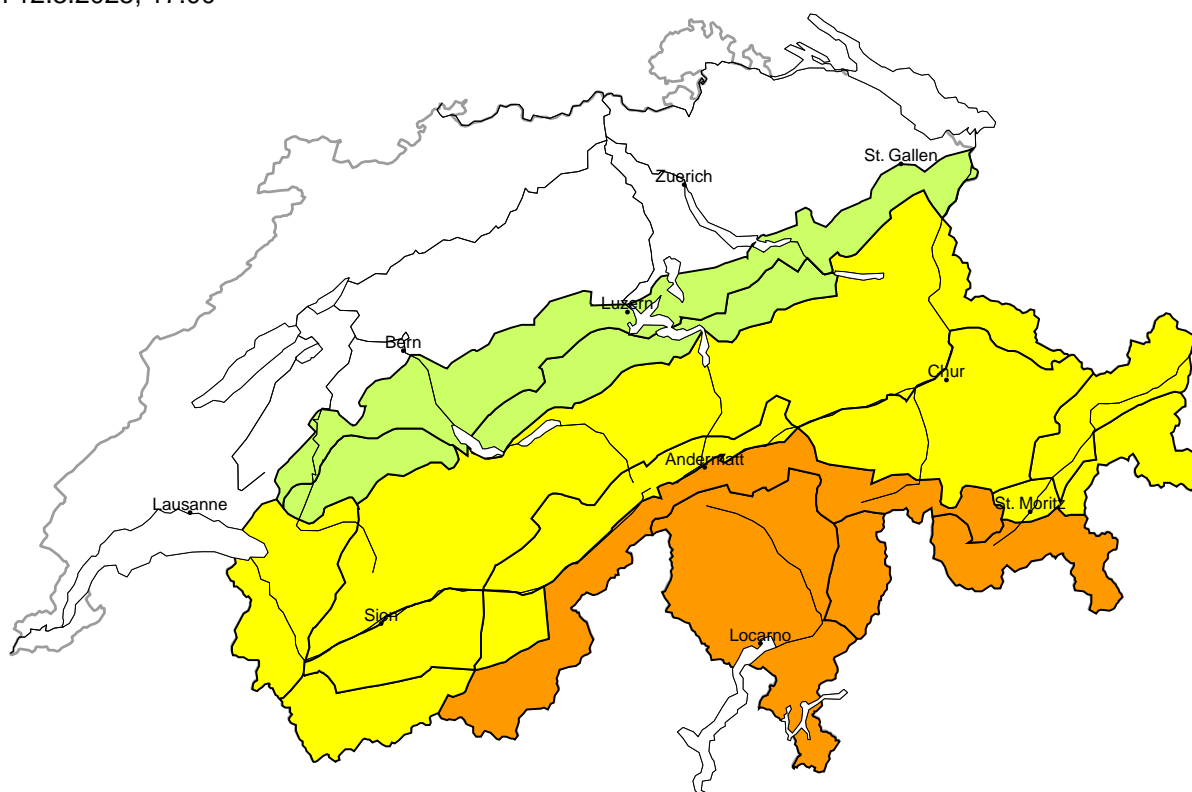 St. Gallen
Zuerich
Luzern
Bern
Chur
Andermatt
Lausanne
St. Moritz
Sion
Locarno